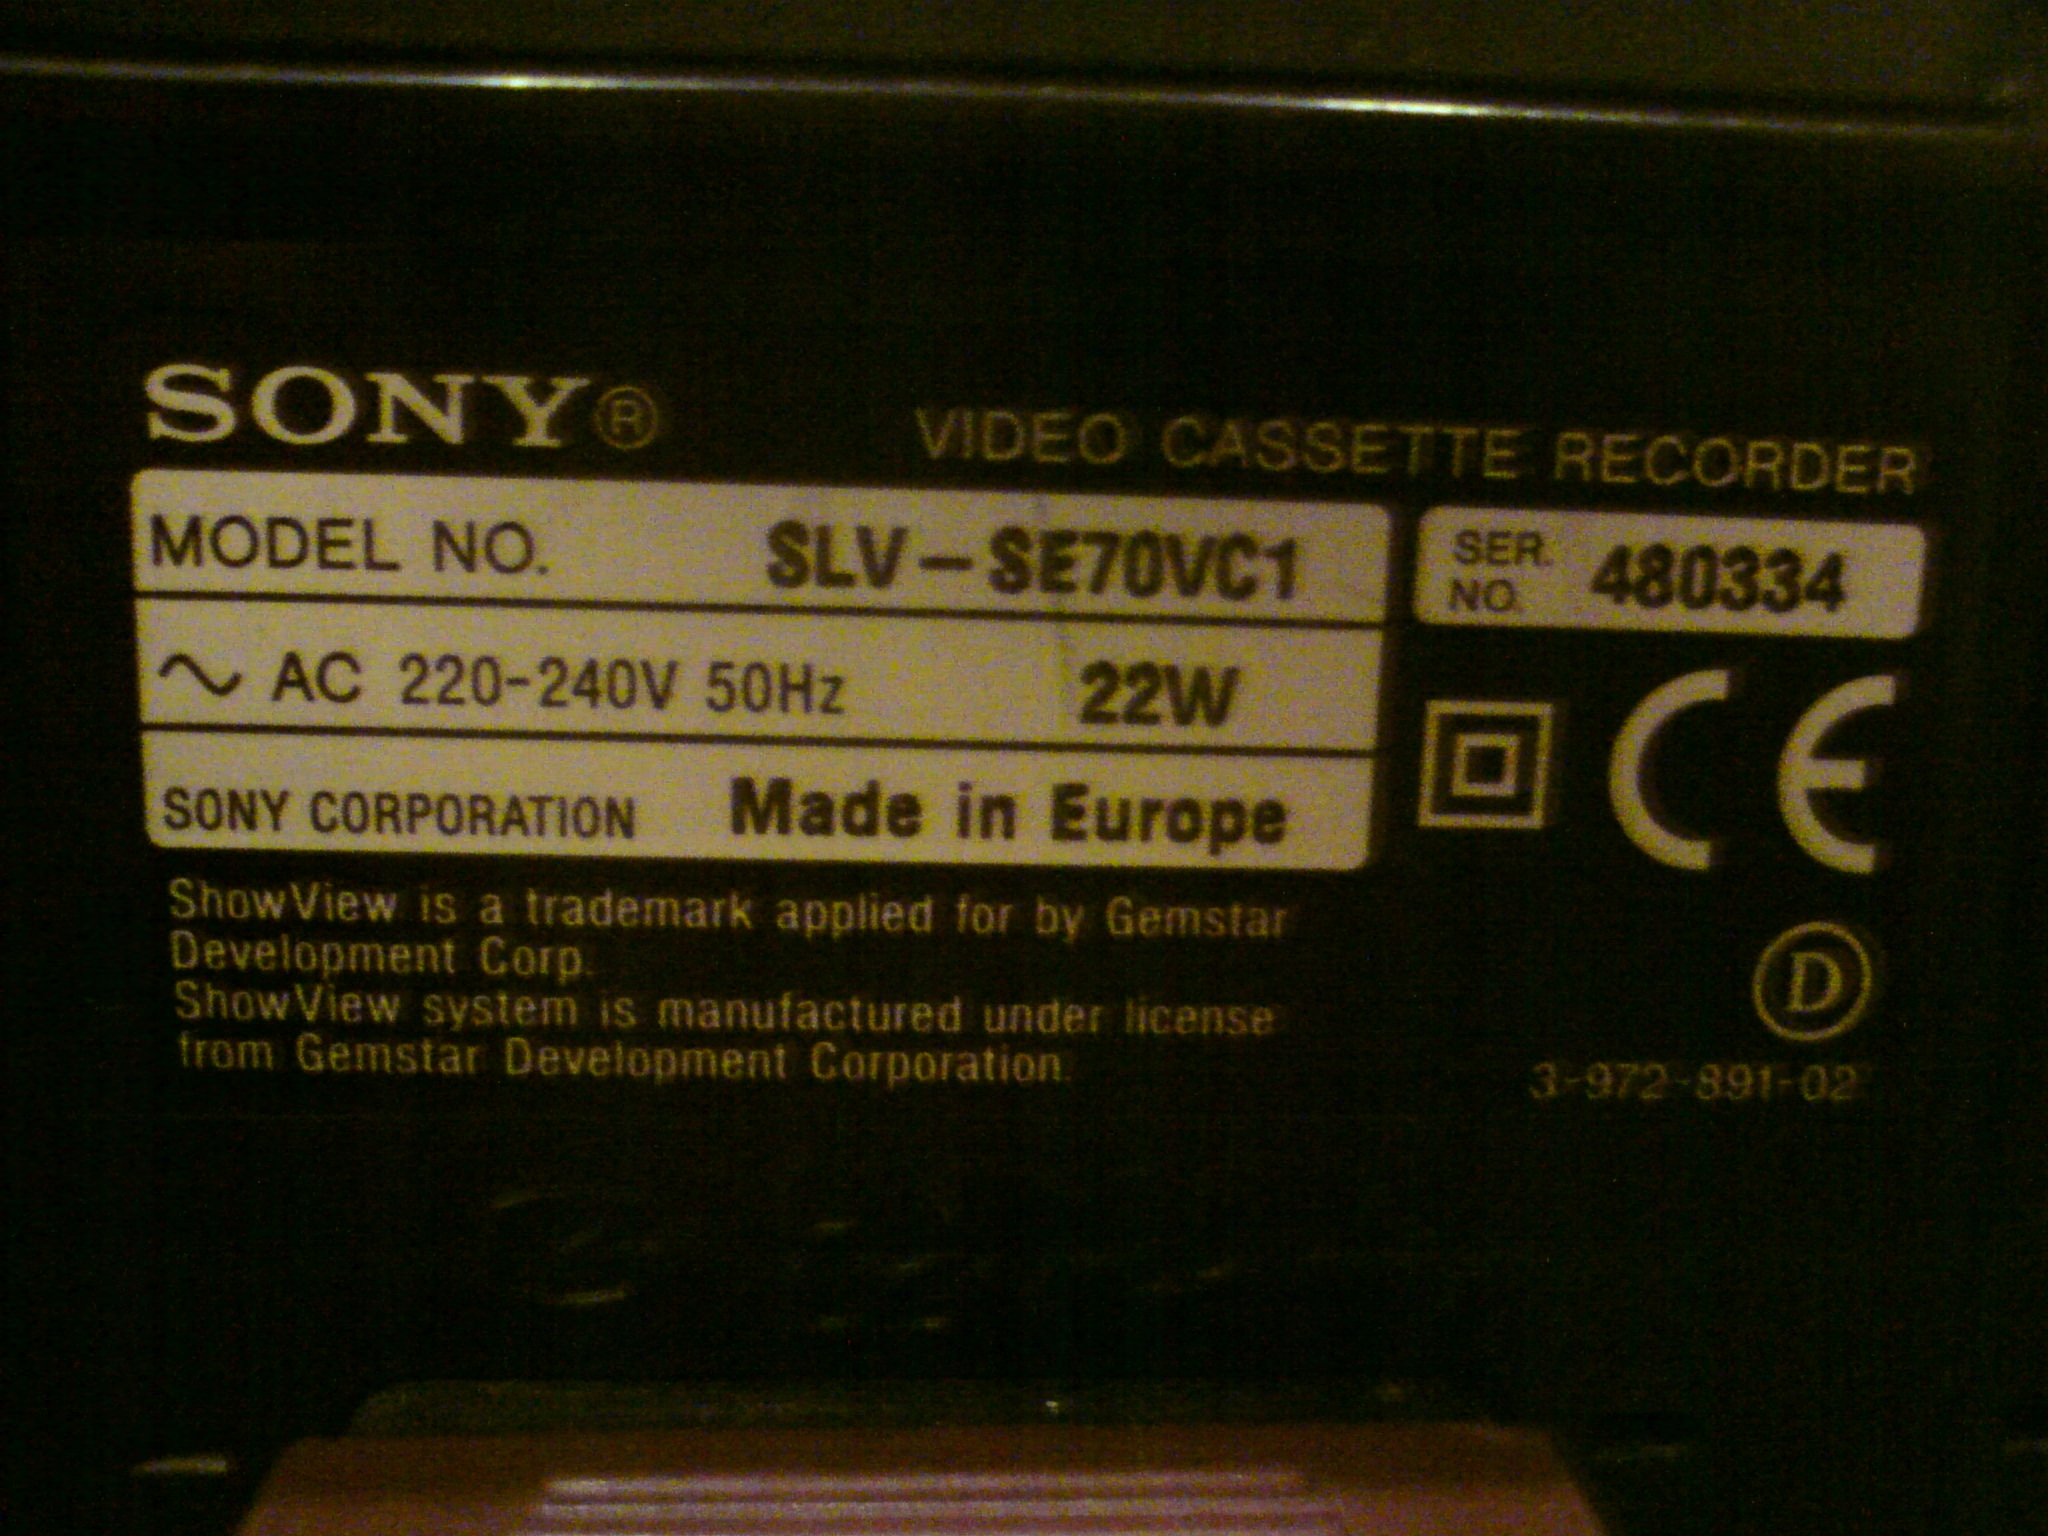 SONY®
VIDEO CASSETTE RECORDER
MODEL NO. SLV-SE70VC1
SER. NO. 480334
~ AC 220-240V 50Hz 22W
SONY CORPORATION Made in Europe
CE
ShowView is a trademark applied for by Gemstar
Development Corp.
ShowView system is manufactured under license
from Gemstar Development Corporation.
D
3-972-891-02